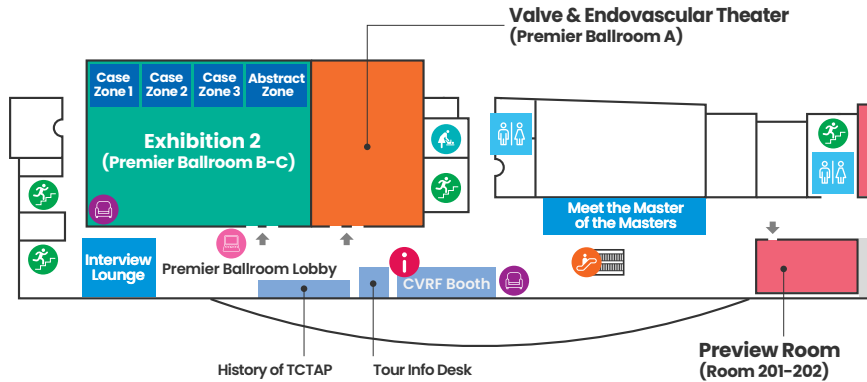 Valve & Endovascular Theater
(Premier Ballroom A)
Case
Zone 1
Case
Zone 2
Case
Zone 3
Abstract
Zone
Exhibition 2
(Premier Ballroom B-C)
Meet the Master
of the Masters
Interview
Lounge
Premier Ballroom Lobby
i
CVRF Booth
History of TCTAP
Tour Info Desk
Preview Room
(Room 201-202)